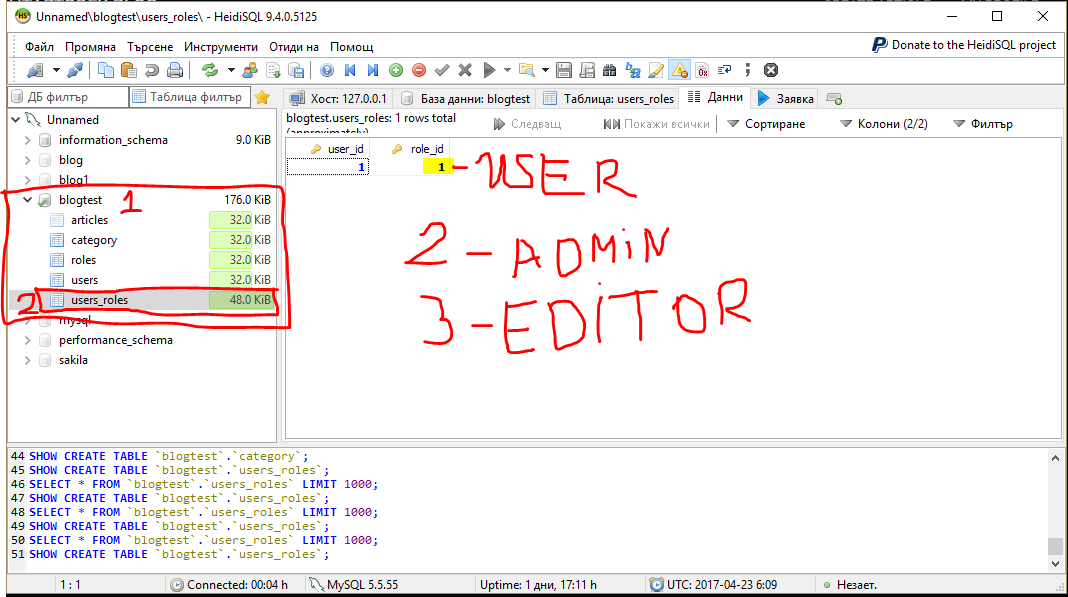 Unnamed\blogtest\users_roles\ - HeidiSQL 9.4.0.5125
Файл Промяна Търсене Инструменти Отиди на Помощ
Donate to the HeidiSQL project
ДБ филтър Таблица филтър
Хост: 127.0.0.1 База данни: blogtest Таблица: users_roles Данни Заявка
blogtest.users_roles: 1 rows total (approximately)
Следващ Покажи всички Сортиране Колони (2/2) Филтър
Unnamed
information_schema 9.0 KiB
blog
blog1
blogtest 176.0 KiB
1
articles 32.0 KiB
category 32.0 KiB
roles 32.0 KiB
users 32.0 KiB
2 users_roles 48.0 KiB
mysql
performance_schema
sakila
user_id role_id
1 1 - USER
2 - ADMiN
3 - EDiTOR
44 SHOW CREATE TABLE `blogtest`.`category`;
45 SHOW CREATE TABLE `blogtest`.`users_roles`;
46 SELECT * FROM `blogtest`.`users_roles` LIMIT 1000;
47 SHOW CREATE TABLE `blogtest`.`users_roles`;
48 SELECT * FROM `blogtest`.`users_roles` LIMIT 1000;
49 SHOW CREATE TABLE `blogtest`.`users_roles`;
50 SELECT * FROM `blogtest`.`users_roles` LIMIT 1000;
51 SHOW CREATE TABLE `blogtest`.`users_roles`;
1 : 1 Connected: 00:04 h MySQL 5.5.55 Uptime: 1 дни, 17:11 h UTC: 2017-04-23 6:09 Незает.